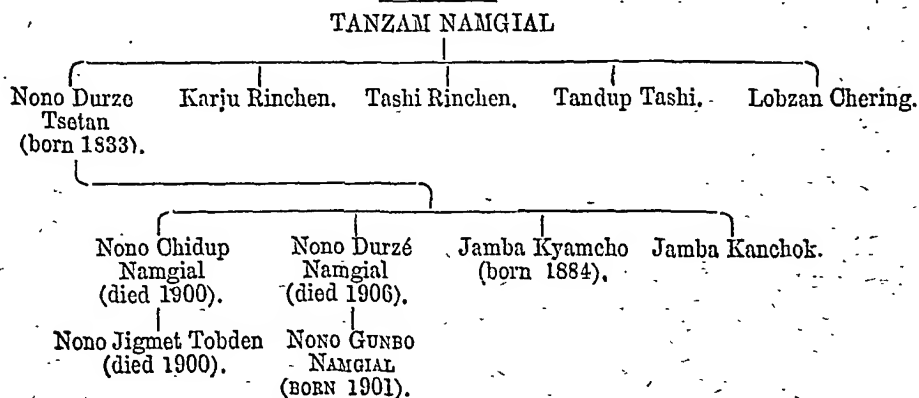 TANZAM NAMGIAL
Nono Durze Karju Rinchen. Tashi Rinchen. Tandup Tashi. Lobzan Chering.
Tsetan
(born 1833).
Nono Chidup Nono Durzé Jamba Kyamcho Jamba Kanchok.
Namgial Namgial (born 1884).
(died 1900). (died 1906).
Nono Jigmet Tobden NONO GUNBO
(died 1900). NAMGIAL
(BORN 1901).